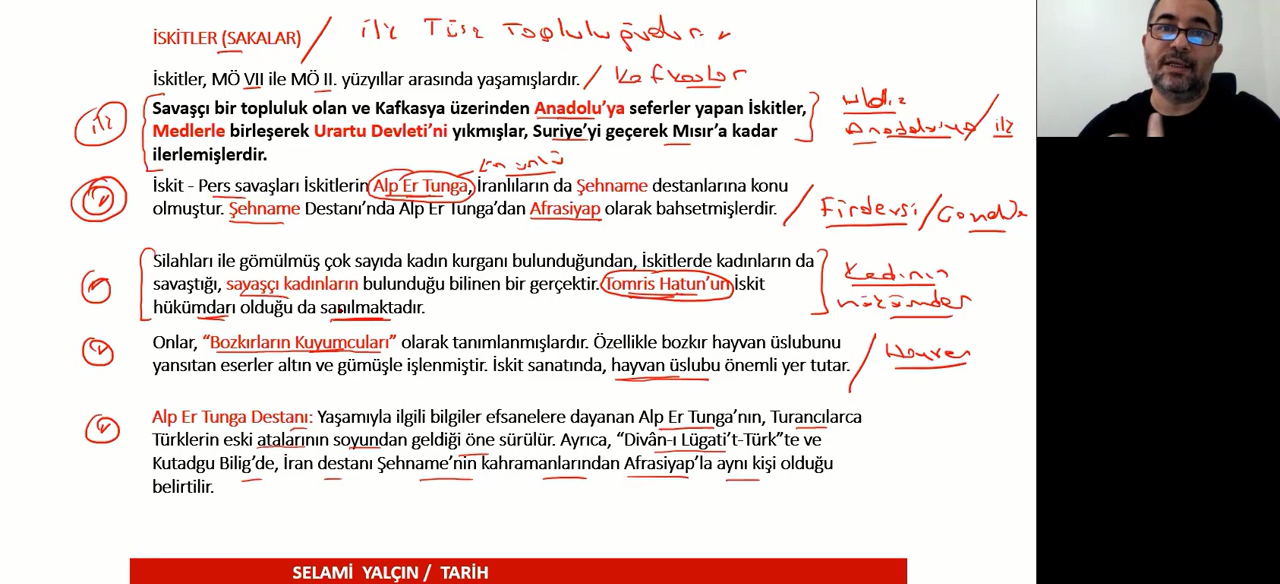 İSKİTLER (SAKALAR) / ilk Türk Topluluğudur
İskitler, MÖ VII ile MÖ II. yüzyıllar arasında yaşamışlardır. / Kafkaslar
ilk
Savaşçı bir topluluk olan ve Kafkasya üzerinden Anadolu'ya seferler yapan İskitler,
Medlerle birleşerek Urartu Devleti'ni yıkmışlar, Suriye'yi geçerek Mısır'a kadar
ilerlemişlerdir.
Anadoluya / ilk
İskit - Pers savaşları İskitlerin Alp Er Tunga, İranlıların da Şehname destanlarına konu
olmuştur. Şehname Destanı'nda Alp Er Tunga'dan Afrasiyap olarak bahsetmişlerdir. / Firdevsi /
Silahları ile gömülmüş çok sayıda kadın kurganı bulunduğundan, İskitlerde kadınların da
savaştığı, savaşçı kadınların bulunduğu bilinen bir gerçektir. Tomris Hatun'un İskit
hükümdarı olduğu da sanılmaktadır.
Kadının
hükümdar
Onlar, "Bozkırların Kuyumcuları" olarak tanımlanmışlardır. Özellikle bozkır hayvan üslubunu
yansıtan eserler altın ve gümüşle işlenmiştir. İskit sanatında, hayvan üslubu önemli yer tutar. /
Alp Er Tunga Destanı: Yaşamıyla ilgili bilgiler efsanelere dayanan Alp Er Tunga'nın, Turancılarca
Türklerin eski atalarının soyundan geldiği öne sürülür. Ayrıca, "Divân-ı Lügati't-Türk"te ve
Kutadgu Bilig'de, İran destanı Şehname'nin kahramanlarından Afrasiyap'la aynı kişi olduğu
belirtilir.
SELAMİ YALÇIN / TARİH